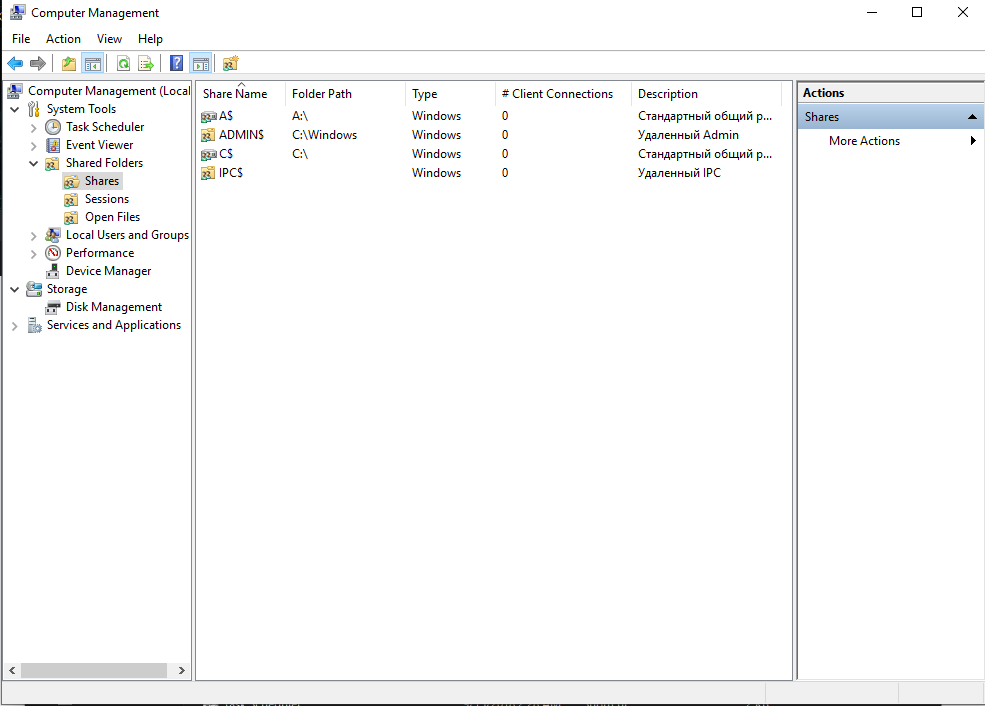 Computer Management
File Action View Help
Computer Management (Local
System Tools
Task Scheduler
Event Viewer
Shared Folders
Shares
Sessions
Open Files
Local Users and Groups
Performance
Device Manager
Storage
Disk Management
Services and Applications
Share Name Folder Path Type # Client Connections Description
A$ A:\ Windows 0 Стандартный общий р...
ADMIN$ C:\Windows Windows 0 Удаленный Admin
C$ C:\ Windows 0 Стандартный общий р...
IPC$ Windows 0 Удаленный IPC
Actions
Shares
More Actions